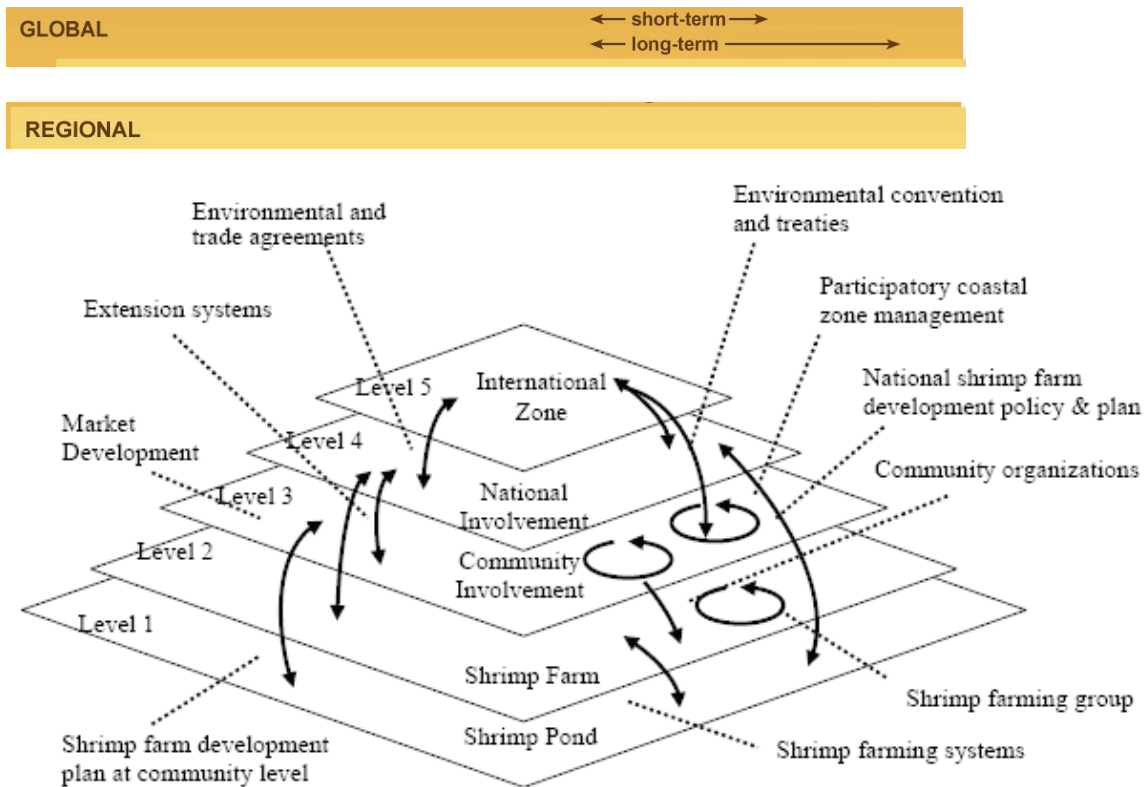 GLOBAL
short-term
long-term
REGIONAL
Environmental and
trade agreements
Environmental convention
and treaties
Extension systems
Participatory coastal
zone management
Market
Development
National shrimp farm
development policy & plan
Community organizations
Level 5
International
Zone
Level 4
National
Involvement
Level 3
Community
Involvement
Level 2
Shrimp Farm
Level 1
Shrimp Pond
Shrimp farming group
Shrimp farming systems
Shrimp farm development
plan at community level